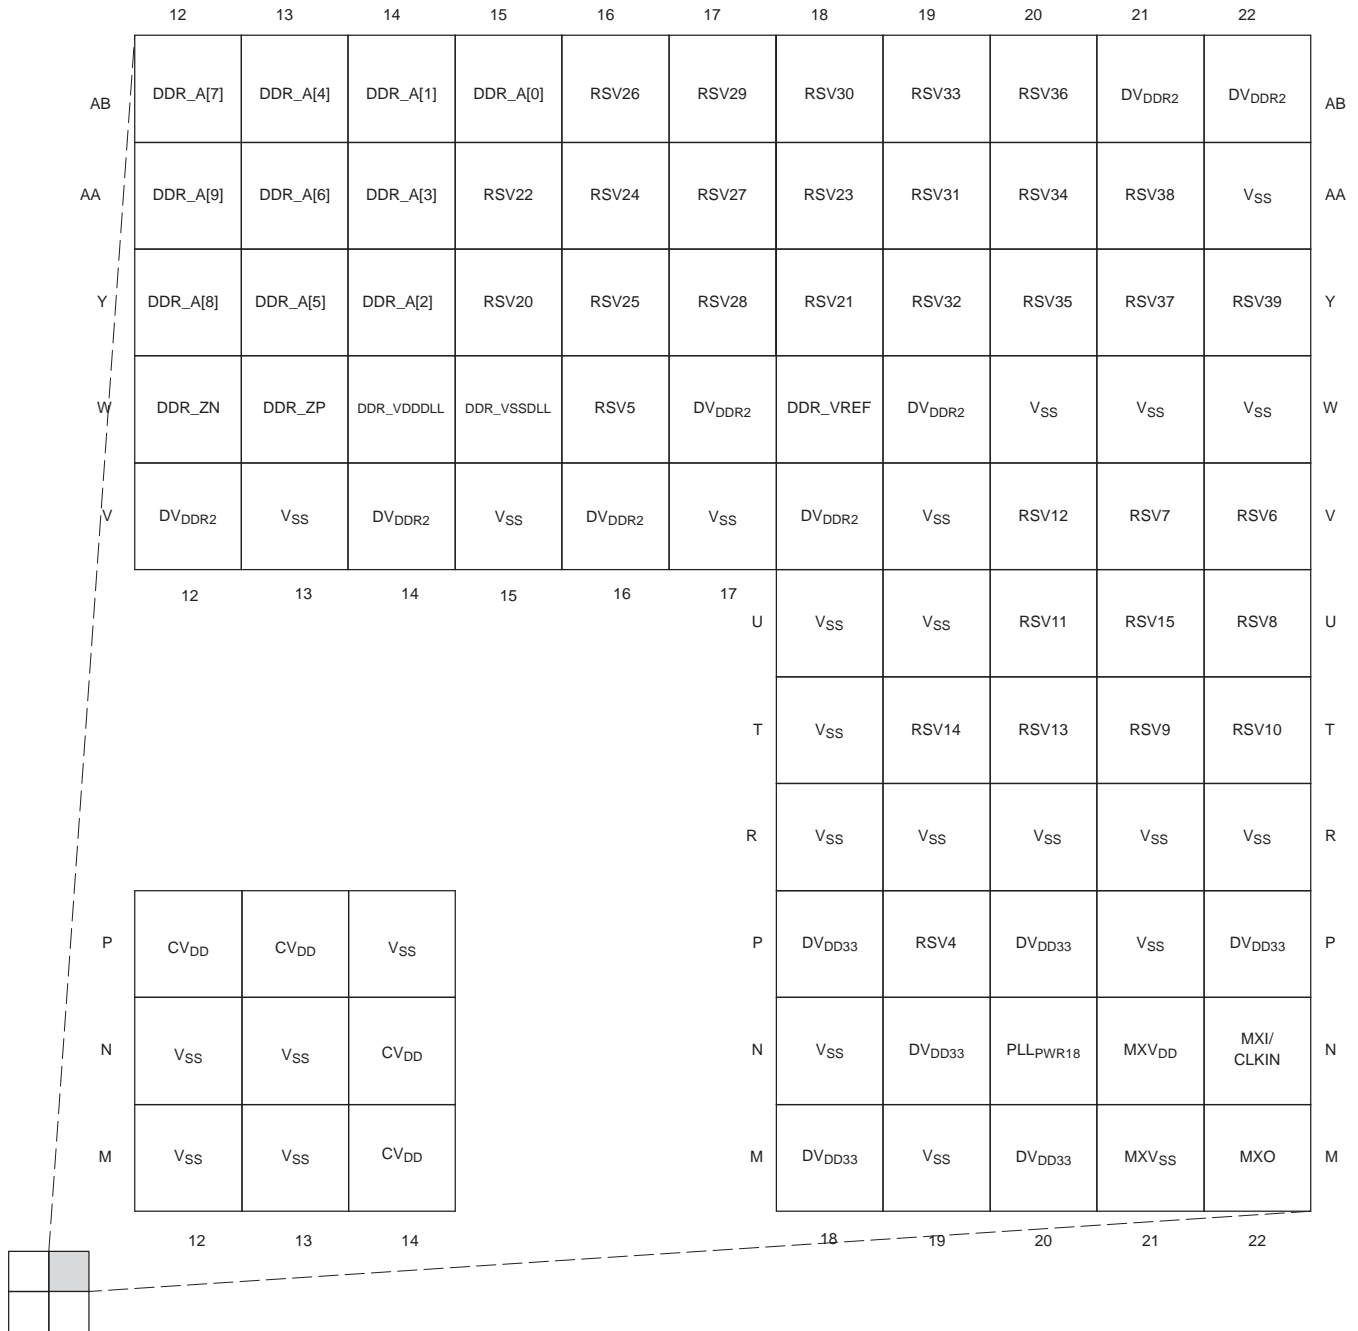 12 13 14 15 16 17 18 19 20 21 22
AB DDR_A[7] DDR_A[4] DDR_A[1] DDR_A[0] RSV26 RSV29 RSV30 RSV33 RSV36 DVDDR2 DVDDR2 AB
AA DDR_A[9] DDR_A[6] DDR_A[3] RSV22 RSV24 RSV27 RSV23 RSV31 RSV34 RSV38 VSS AA
Y DDR_A[8] DDR_A[5] DDR_A[2] RSV20 RSV25 RSV28 RSV21 RSV32 RSV35 RSV37 RSV39 Y
W DDR_ZN DDR_ZP DDR_VDDDLL DDR_VSSDLL RSV5 DVDDR2 DDR_VREF DVDDR2 VSS VSS VSS W
V DVDDR2 VSS DVDDR2 VSS DVDDR2 VSS DVDDR2 VSS RSV12 RSV7 RSV6 V
12 13 14 15 16 17
U VSS VSS RSV11 RSV15 RSV8 U
T VSS RSV14 RSV13 RSV9 RSV10 T
R VSS VSS VSS VSS VSS R
P CVDD CVDD VSS P DVDD33 RSV4 DVDD33 VSS DVDD33 P
N VSS VSS CVDD N VSS DVDD33 PLLPWR18 MXVDD MXI/ CLKIN N
M VSS VSS CVDD M DVDD33 VSS DVDD33 MXVSS MXO M
12 13 14 18 19 20 21 22